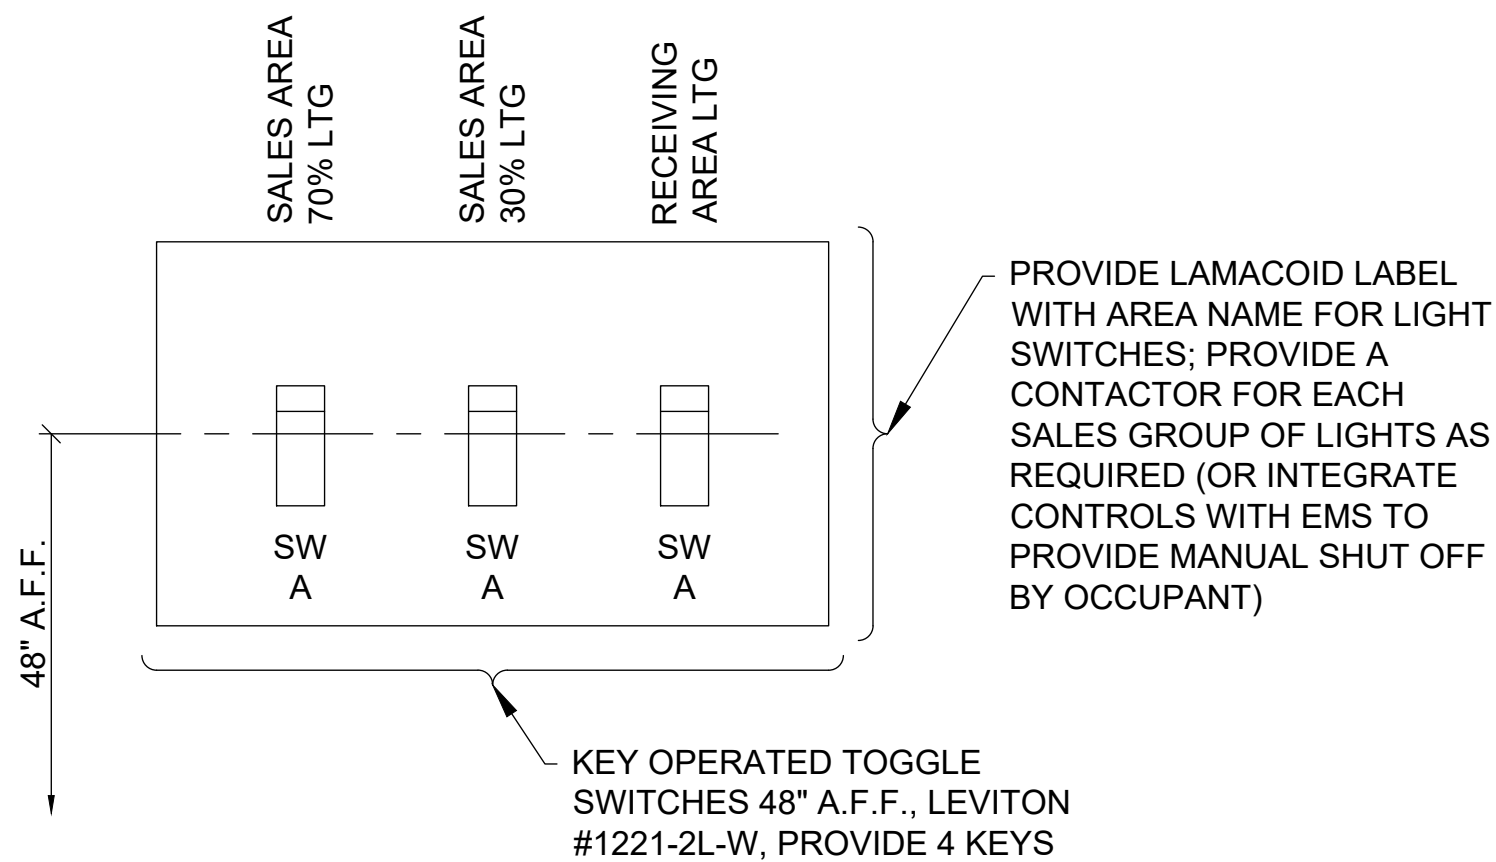 SALES AREA
70% LTG
SALES AREA
30% LTG
RECEIVING
AREA LTG
PROVIDE LAMACOID LABEL
WITH AREA NAME FOR LIGHT
SWITCHES; PROVIDE A
CONTACTOR FOR EACH
SALES GROUP OF LIGHTS AS
REQUIRED (OR INTEGRATE
CONTROLS WITH EMS TO
PROVIDE MANUAL SHUT OFF
BY OCCUPANT)
SW
A
SW
A
SW
A
48" A.F.F.
KEY OPERATED TOGGLE
SWITCHES 48" A.F.F., LEVITON
#1221-2L-W, PROVIDE 4 KEYS